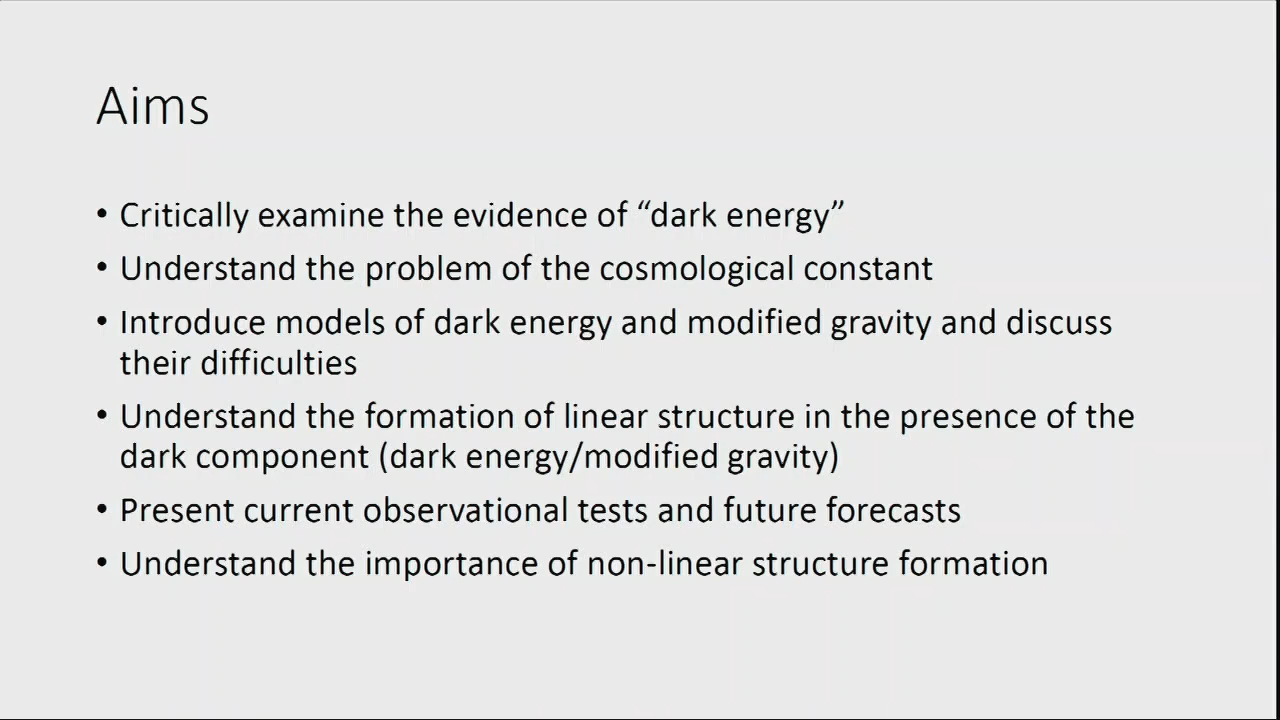 Aims
• Critically examine the evidence of “dark energy”
• Understand the problem of the cosmological constant
• Introduce models of dark energy and modified gravity and discuss
their difficulties
• Understand the formation of linear structure in the presence of the
dark component (dark energy/modified gravity)
• Present current observational tests and future forecasts
• Understand the importance of non-linear structure formation